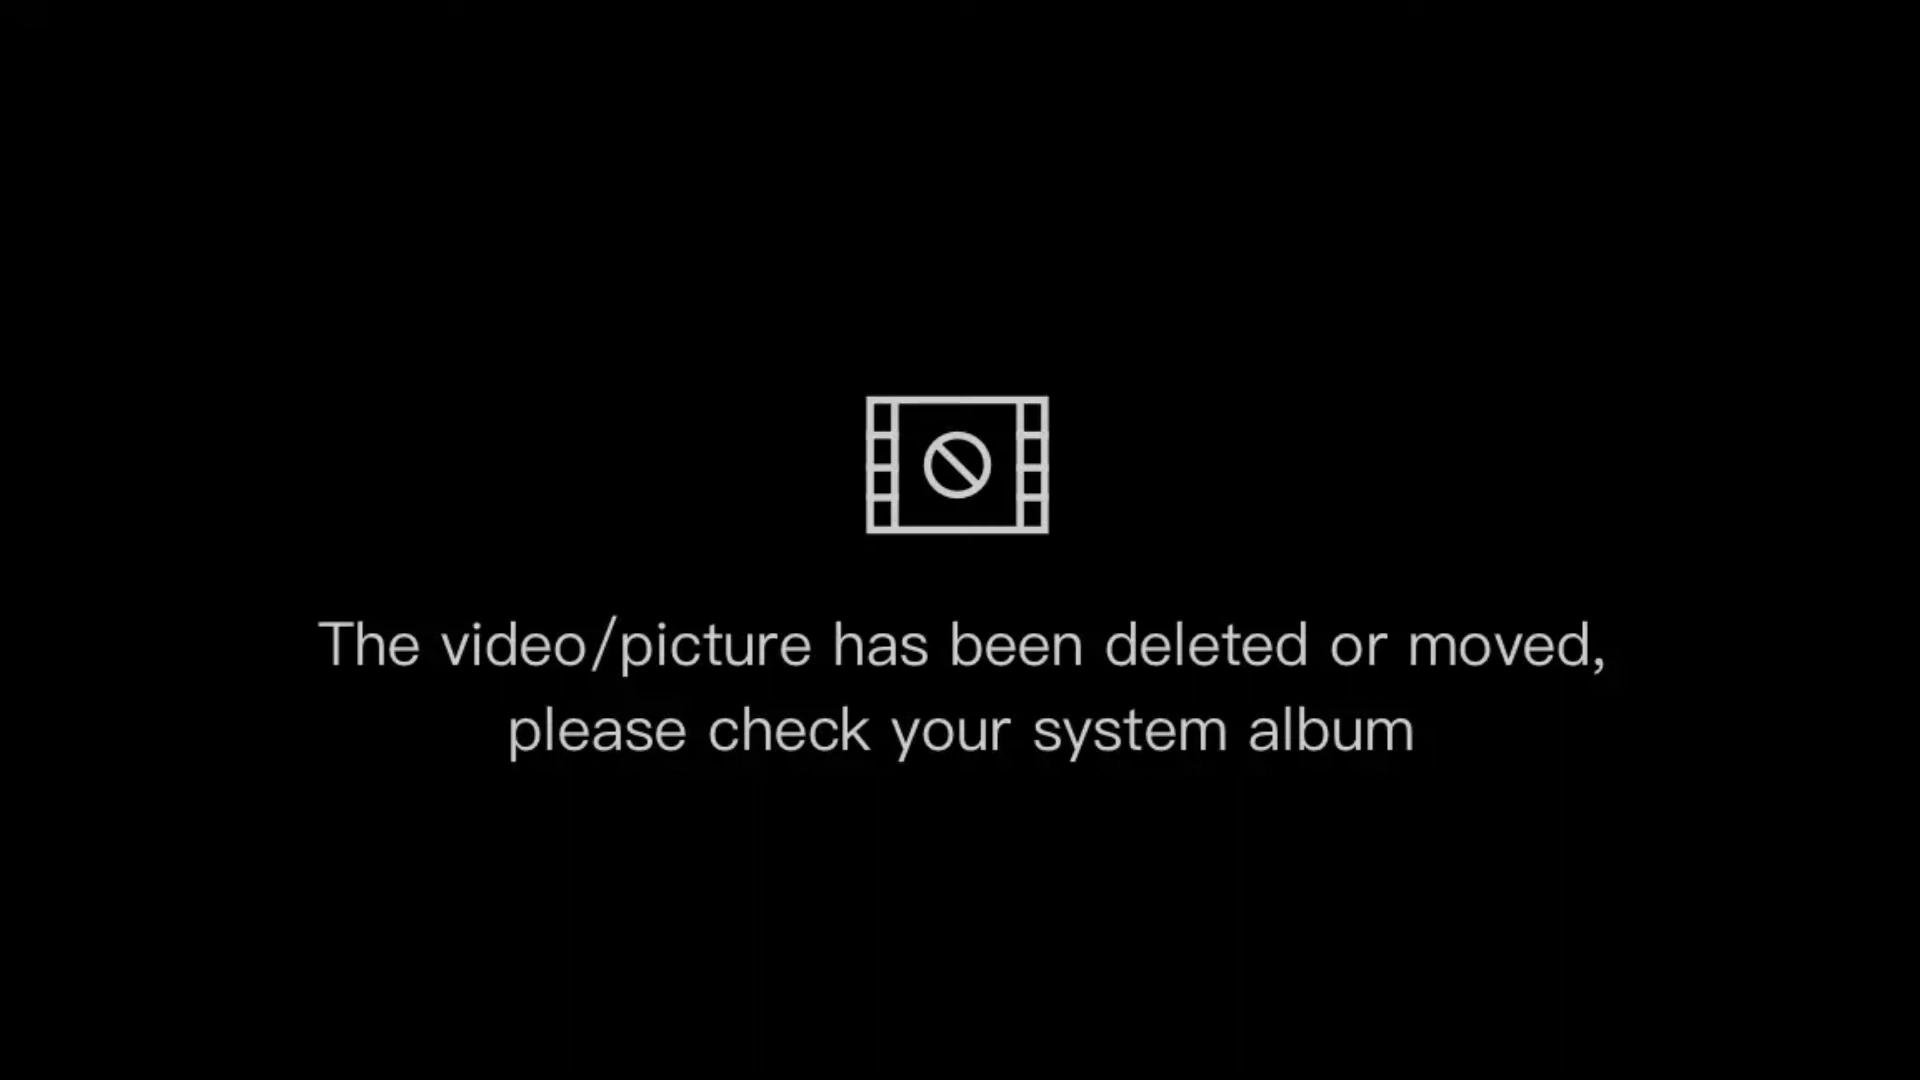 The video/picture has been deleted or moved,
please check your system album